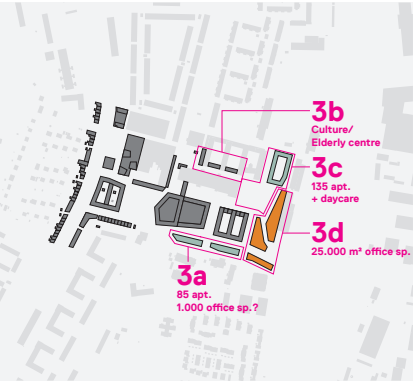 3b
Culture/
Elderly centre
3c
135 apt.
+ daycare
3d
25.000 m² office sp.
3a
85 apt.
1.000 office sp.?